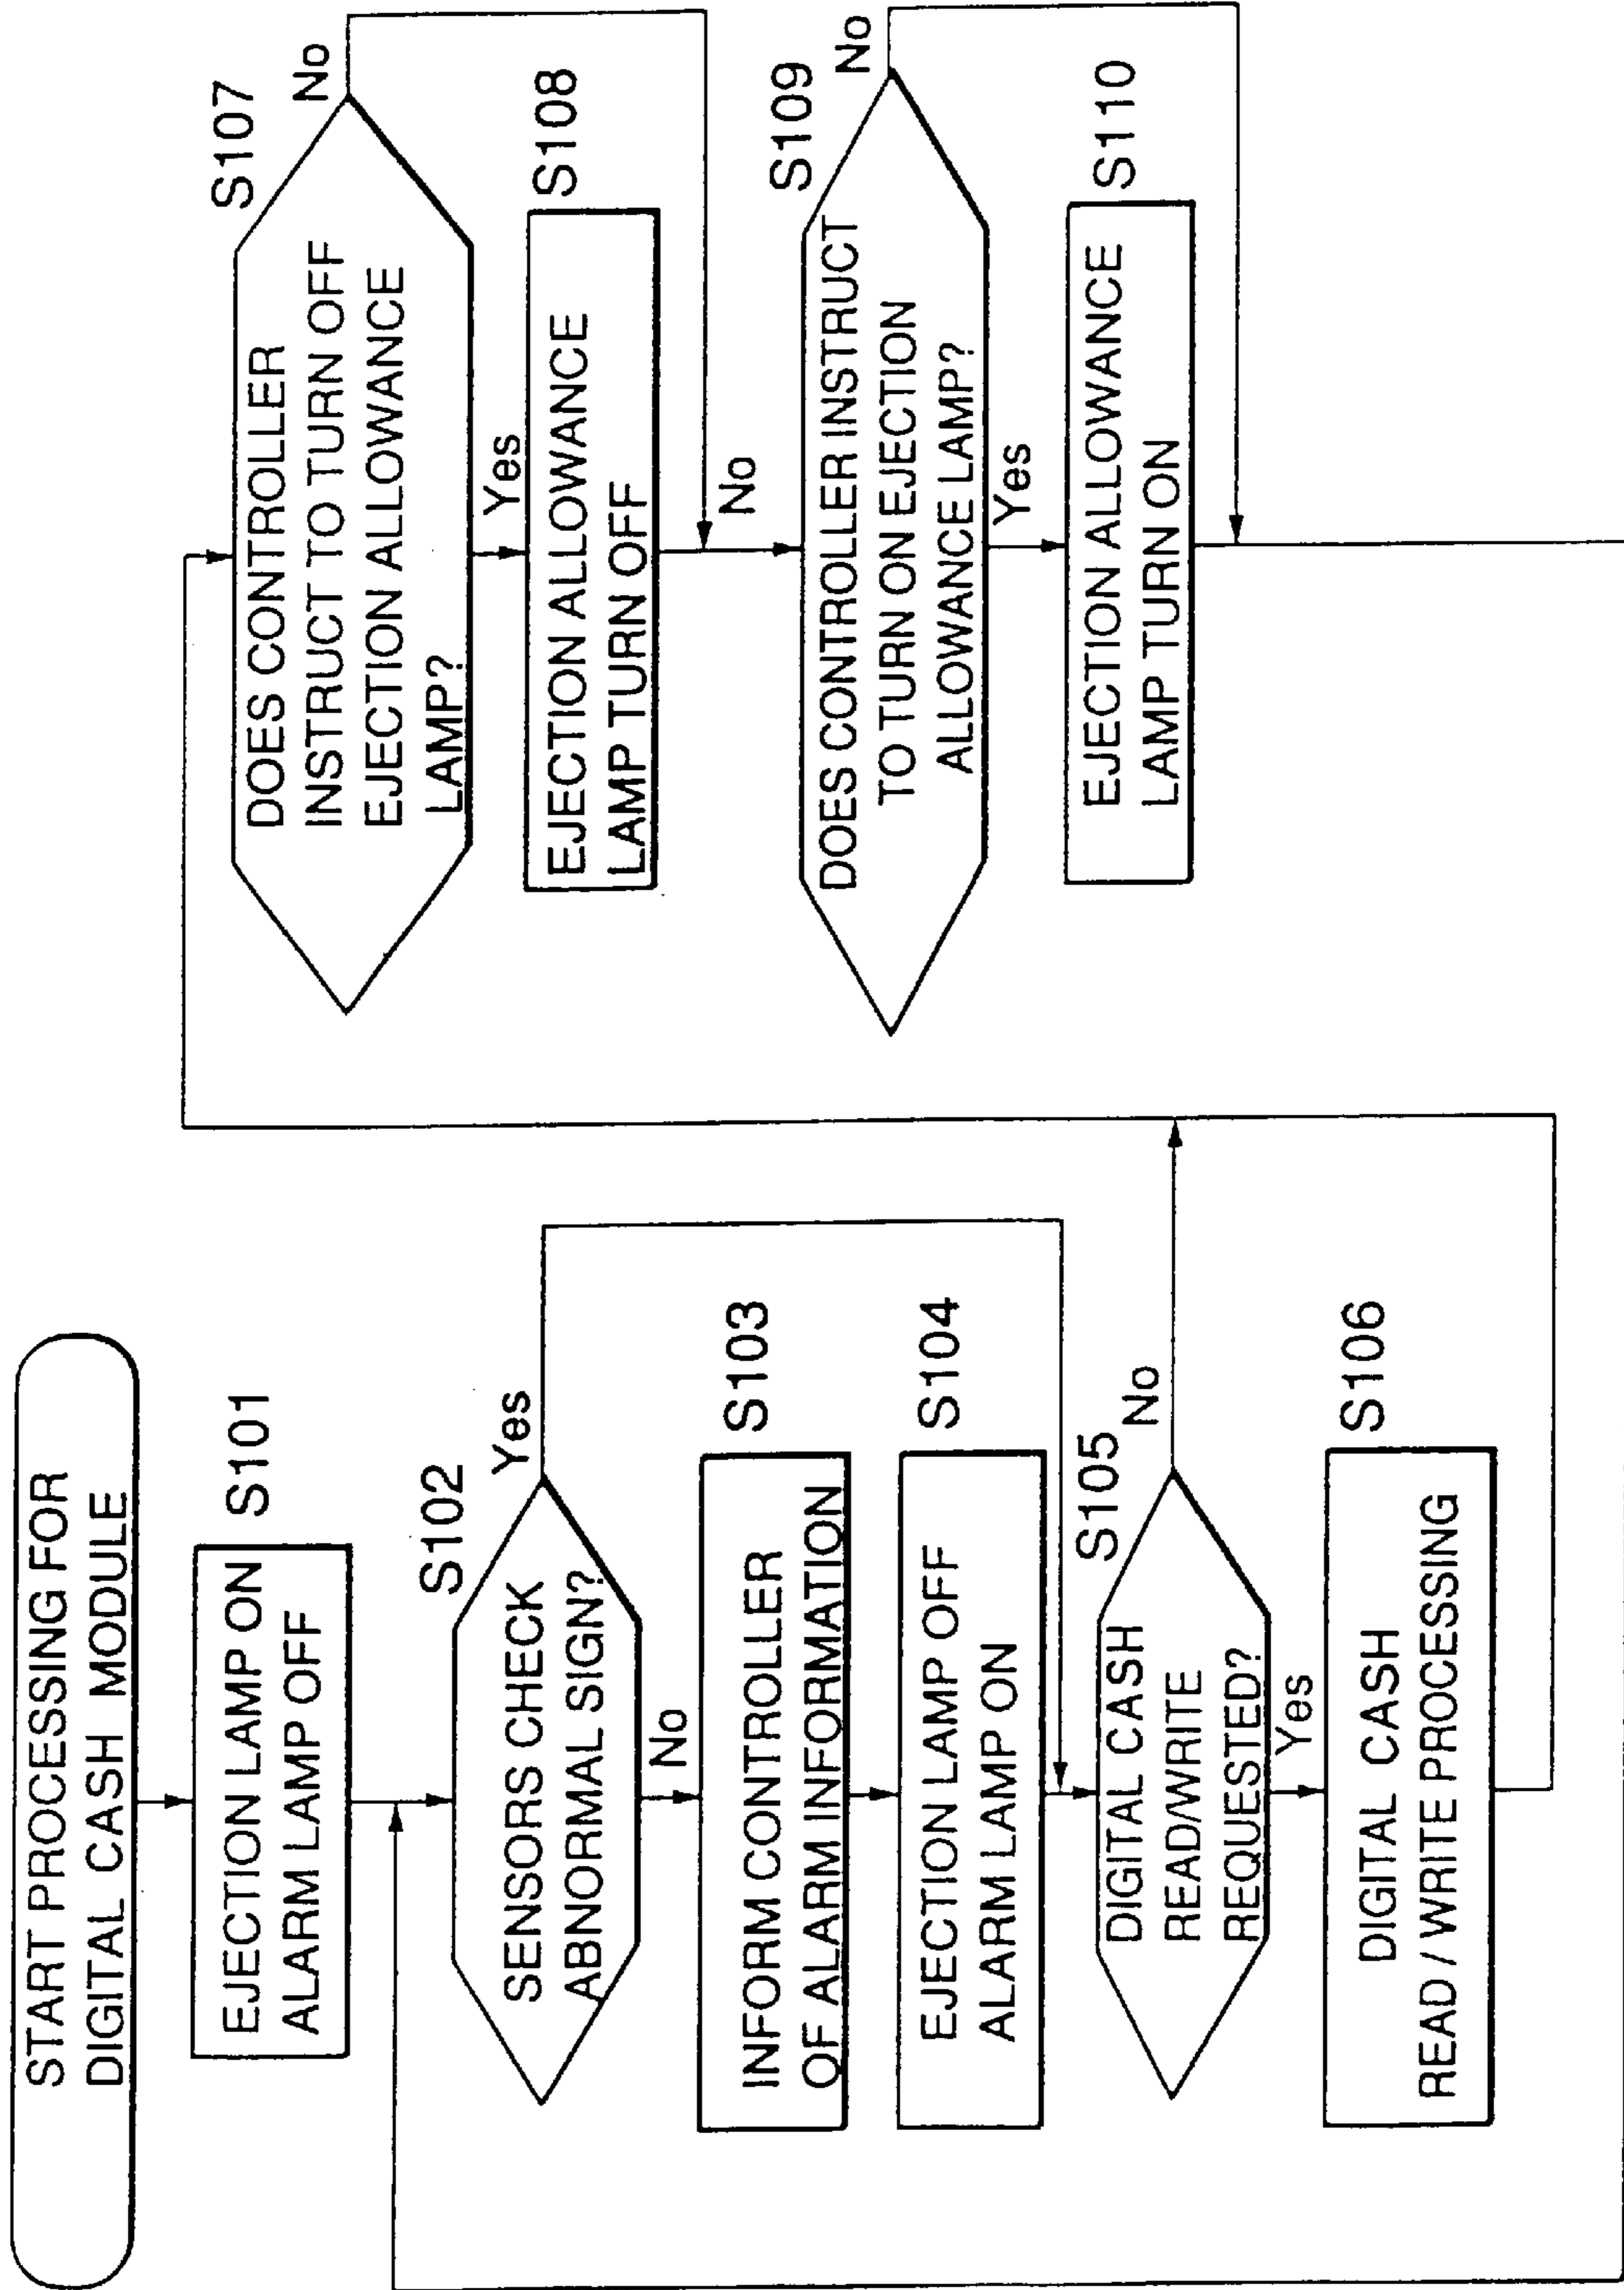 START PROCESSING FOR
DIGITAL CASH MODULE
EJECTION LAMP ON
ALARM LAMP OFF
S101
S102
SENSORS CHECK
ABNORMAL SIGN?
Yes
No
INFORM CONTROLLER
OF ALARM INFORMATION
S103
EJECTION LAMP OFF
ALARM LAMP ON
S104
S105
DIGITAL CASH
READ/WRITE
REQUESTED?
No
Yes
DIGITAL CASH
READ / WRITE PROCESSING
S106
S107
DOES CONTROLLER
INSTRUCT TO TURN OFF
EJECTION ALLOWANCE
LAMP?
No
Yes
EJECTION ALLOWANCE
LAMP TURN OFF
S108
No
S109
DOES CONTROLLER INSTRUCT
TO TURN ON EJECTION
ALLOWANCE LAMP?
No
Yes
EJECTION ALLOWANCE
LAMP TURN ON
S110